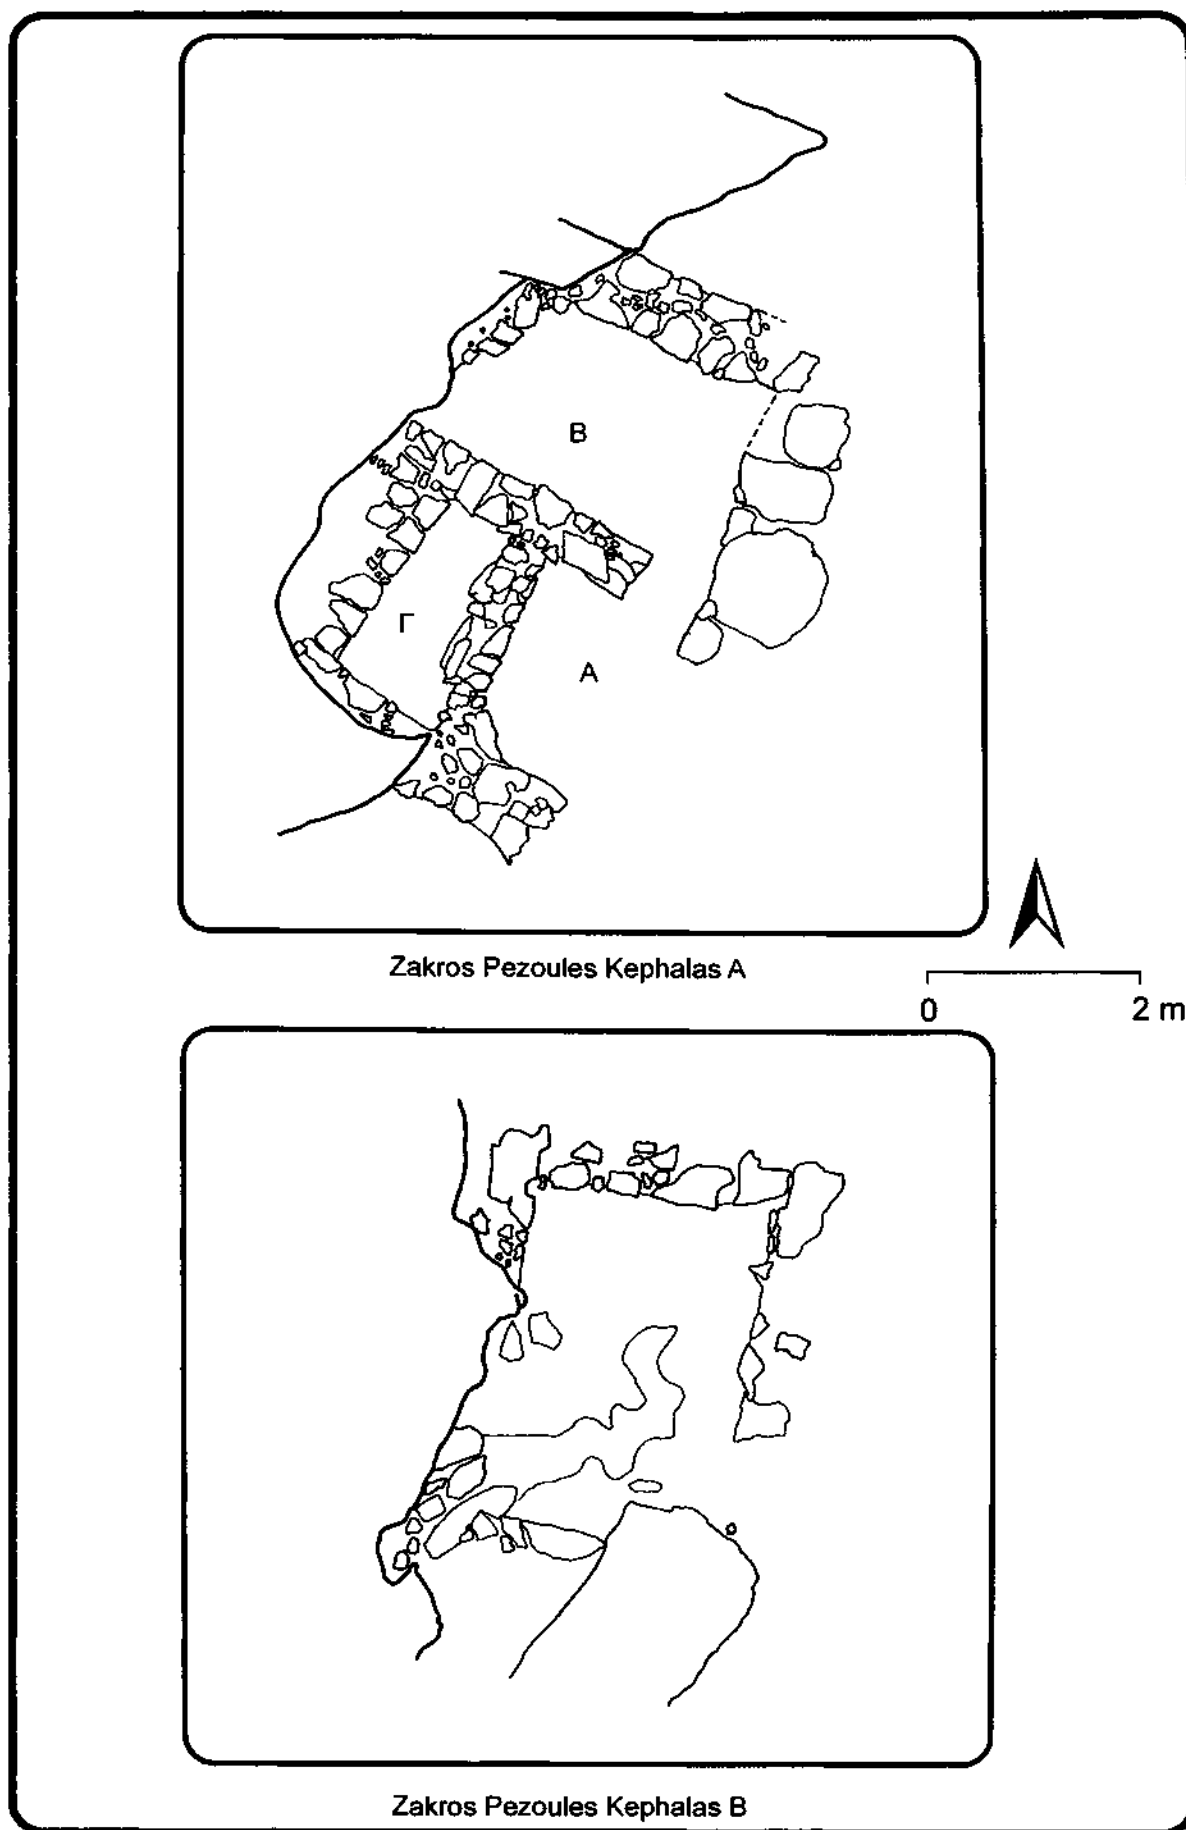 B
Γ
A
Zakros Pezoules Kephalas A
0 2 m
Zakros Pezoules Kephalas B